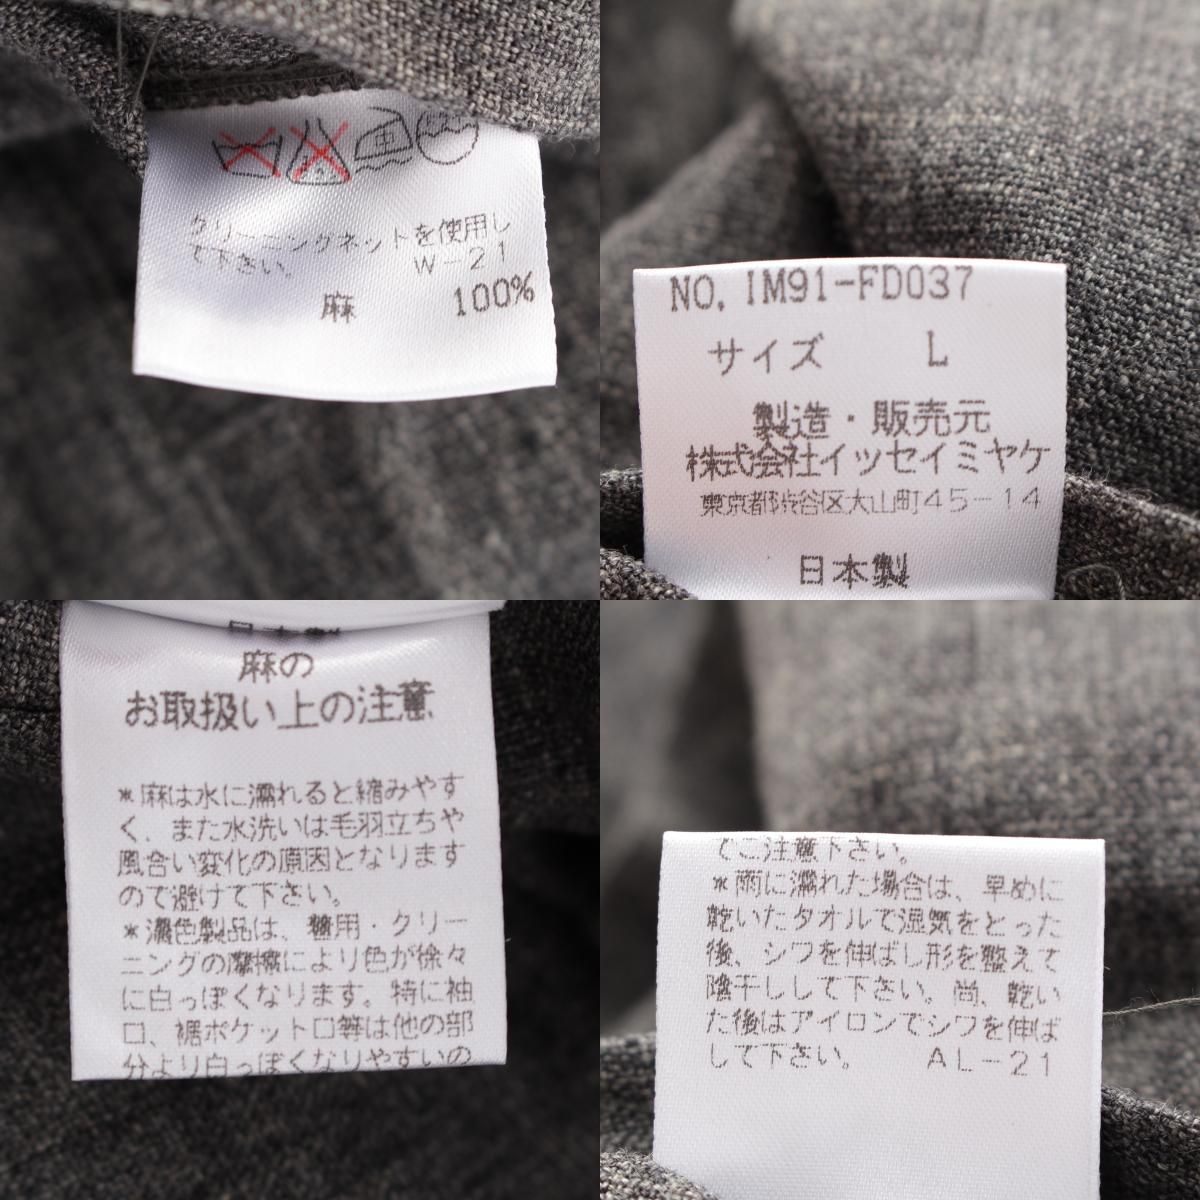 クリーニングネットを使用し
て下さい。 W-21
麻 100%
NO. IM91-FD037
サイズ L
製造・販売元
株式会社イッセイミヤケ
東京都渋谷区大山町45-14
日本製
日本製
麻の
お取扱い上の注意
*麻は水に濡れると縮みやす
く、また水洗いは毛羽立ちや
風合い変化の原因となります
ので避けて下さい。
*濃色製品は、着用・クリー
ニングの摩擦により色が徐々
に白っぽくなります。特に袖
口、裾ポケット口等は他の部
分より白っぽくなりやすいの
でご注意下さい。
*雨に濡れた場合は、早めに
乾いたタオルで湿気をとった
後、シワを伸ばし形を整えて
陰干しして下さい。尚、乾い
た後はアイロンでシワを伸ば
して下さい。 AL-21